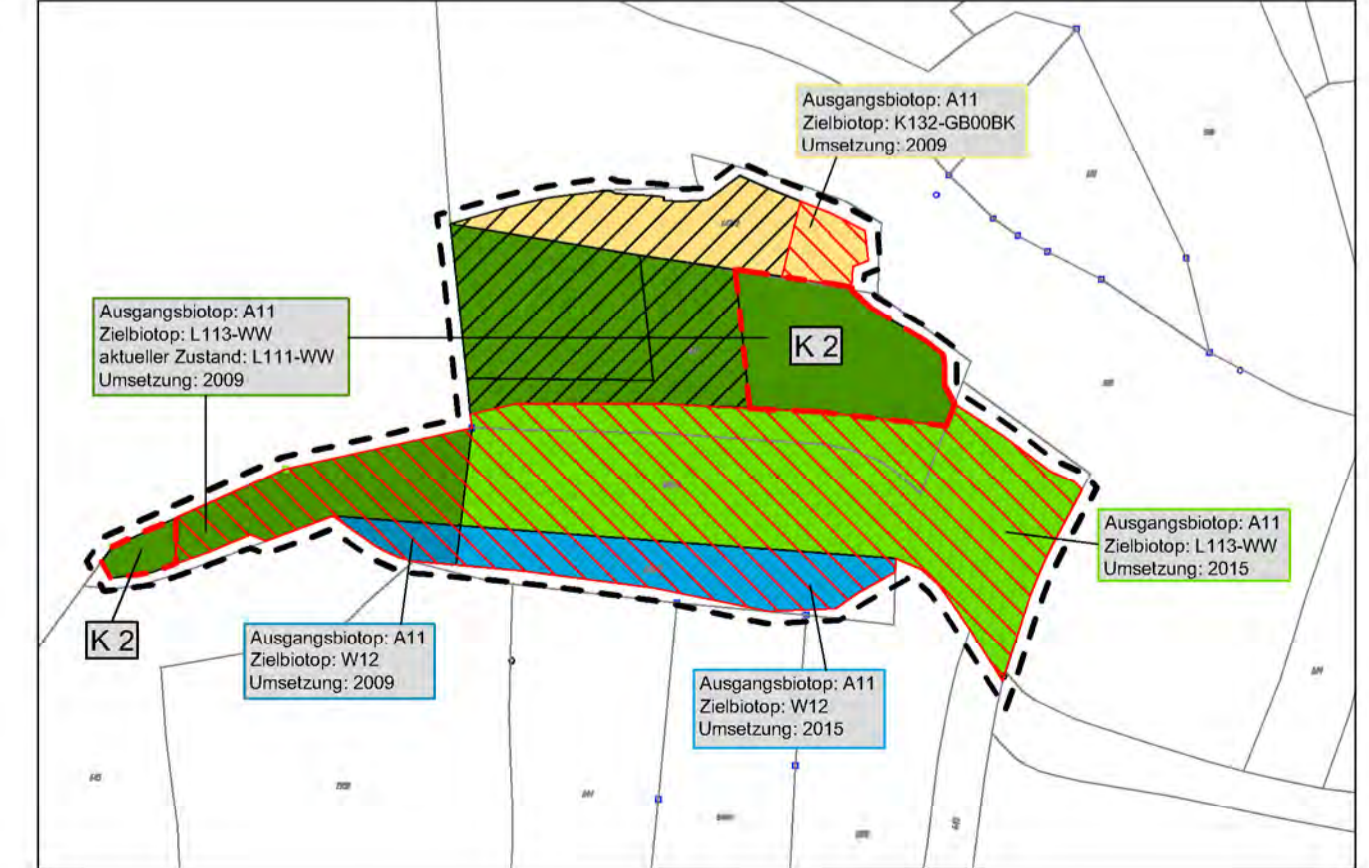 Ausgangsbiotop: A11
Zielbiotop: K132-GB00BK
Umsetzung: 2009
Ausgangsbiotop: A11
Zielbiotop: L113-WW
aktueller Zustand: L111-WW
Umsetzung: 2009
K 2
Ausgangsbiotop: A11
Zielbiotop: L113-WW
Umsetzung: 2015
K 2
Ausgangsbiotop: A11
Zielbiotop: W12
Umsetzung: 2009
Ausgangsbiotop: A11
Zielbiotop: W12
Umsetzung: 2015